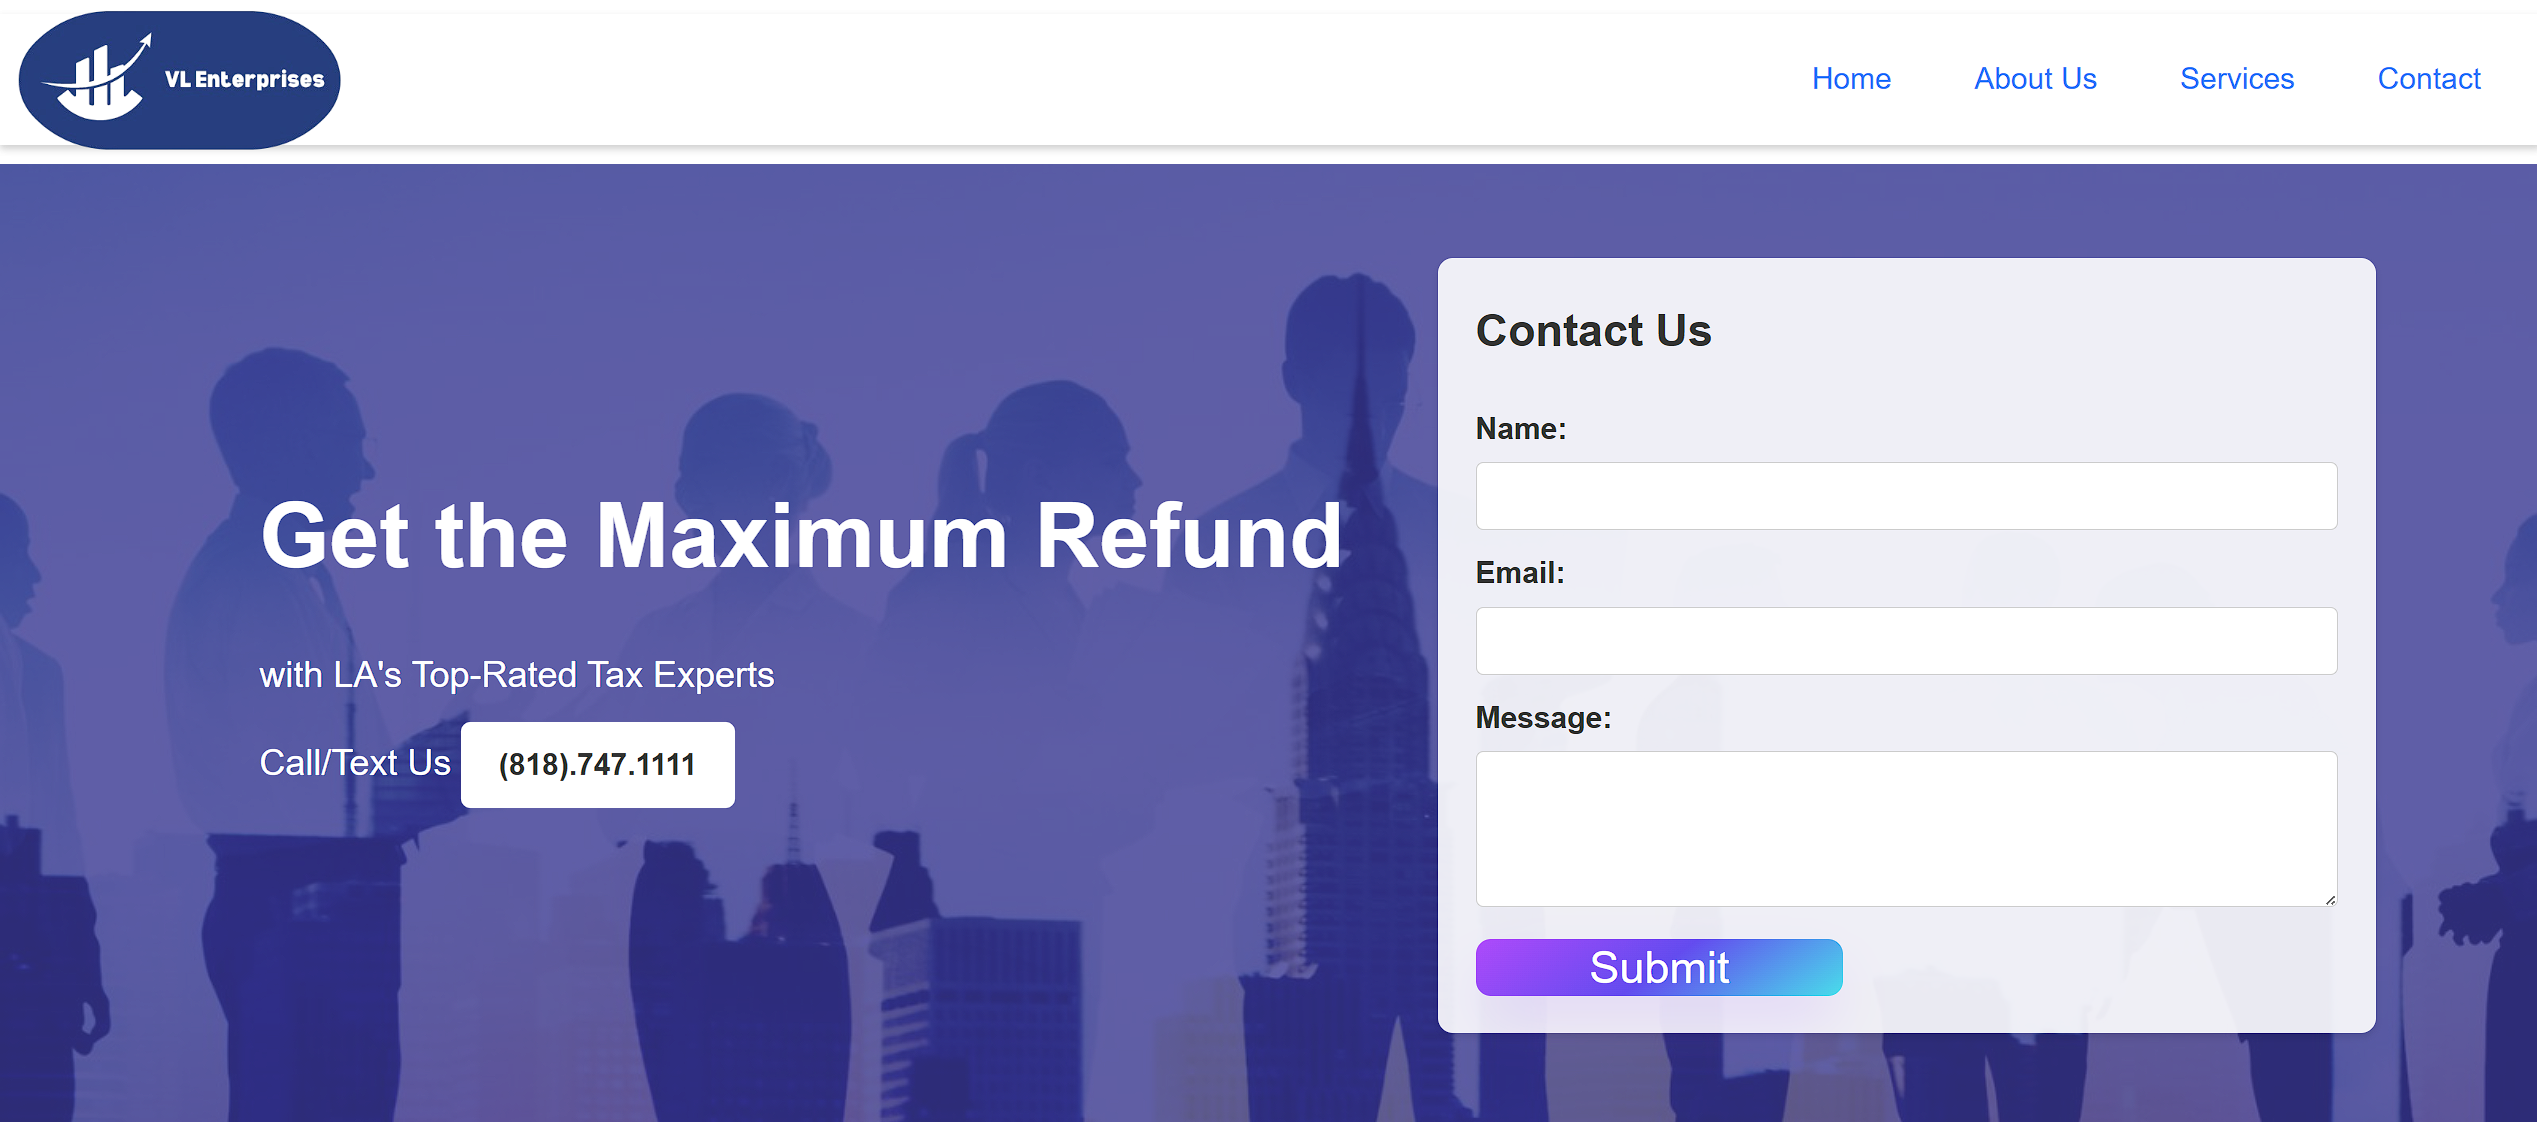 VL Enterprises
Home About Us Services Contact
Get the Maximum Refund
with LA's Top-Rated Tax Experts
Call/Text Us (818).747.1111
Contact Us
Name:
Email:
Message:
Submit